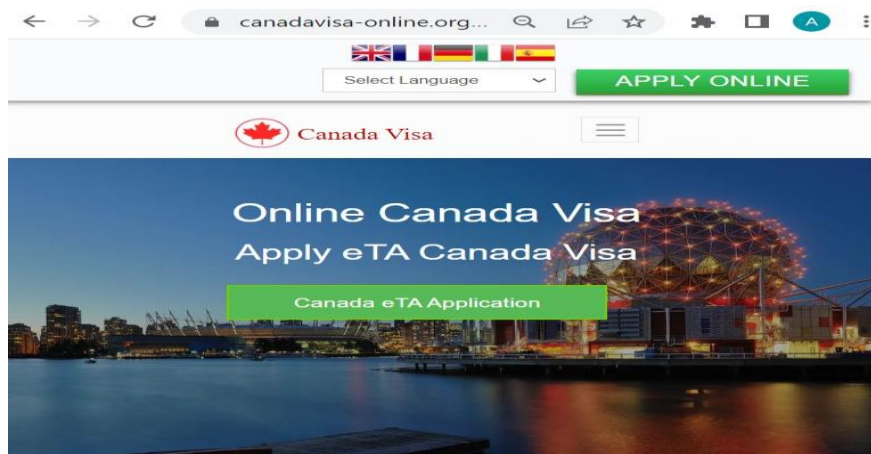 canadavisa-online.org...
A
Select Language
APPLY ONLINE
Canada Visa
Online Canada Visa
Apply eTA Canada Visa
Canada eTA Application